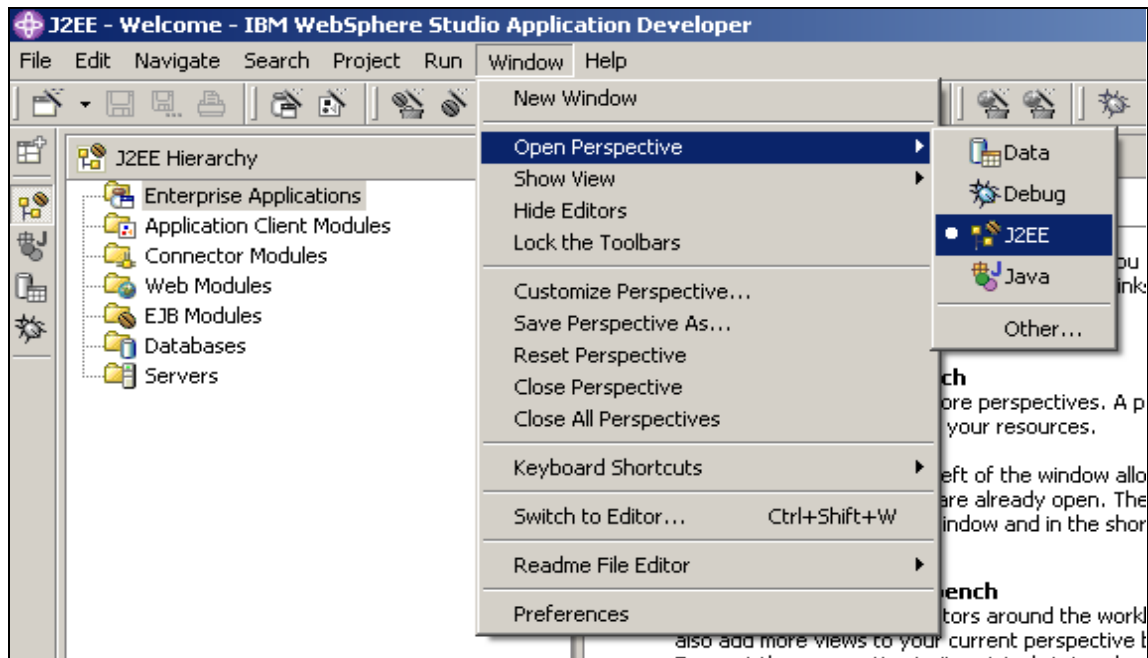 J2EE - Welcome - IBM WebSphere Studio Application Developer
File Edit Navigate Search Project Run Window Help
J2EE Hierarchy
Enterprise Applications
Application Client Modules
Connector Modules
Web Modules
EJB Modules
Databases
Servers
New Window
Open Perspective
Show View
Hide Editors
Lock the Toolbars
Customize Perspective...
Save Perspective As...
Reset Perspective
Close Perspective
Close All Perspectives
Keyboard Shortcuts
Switch to Editor... Ctrl+Shift+W
Readme File Editor
Preferences
Data
Debug
J2EE
Java
Other...
ore perspectives. A p
your resources.
eft of the window allo
are already open. The
indow and in the shor
ench
tors around the work
also add more views to your current perspective